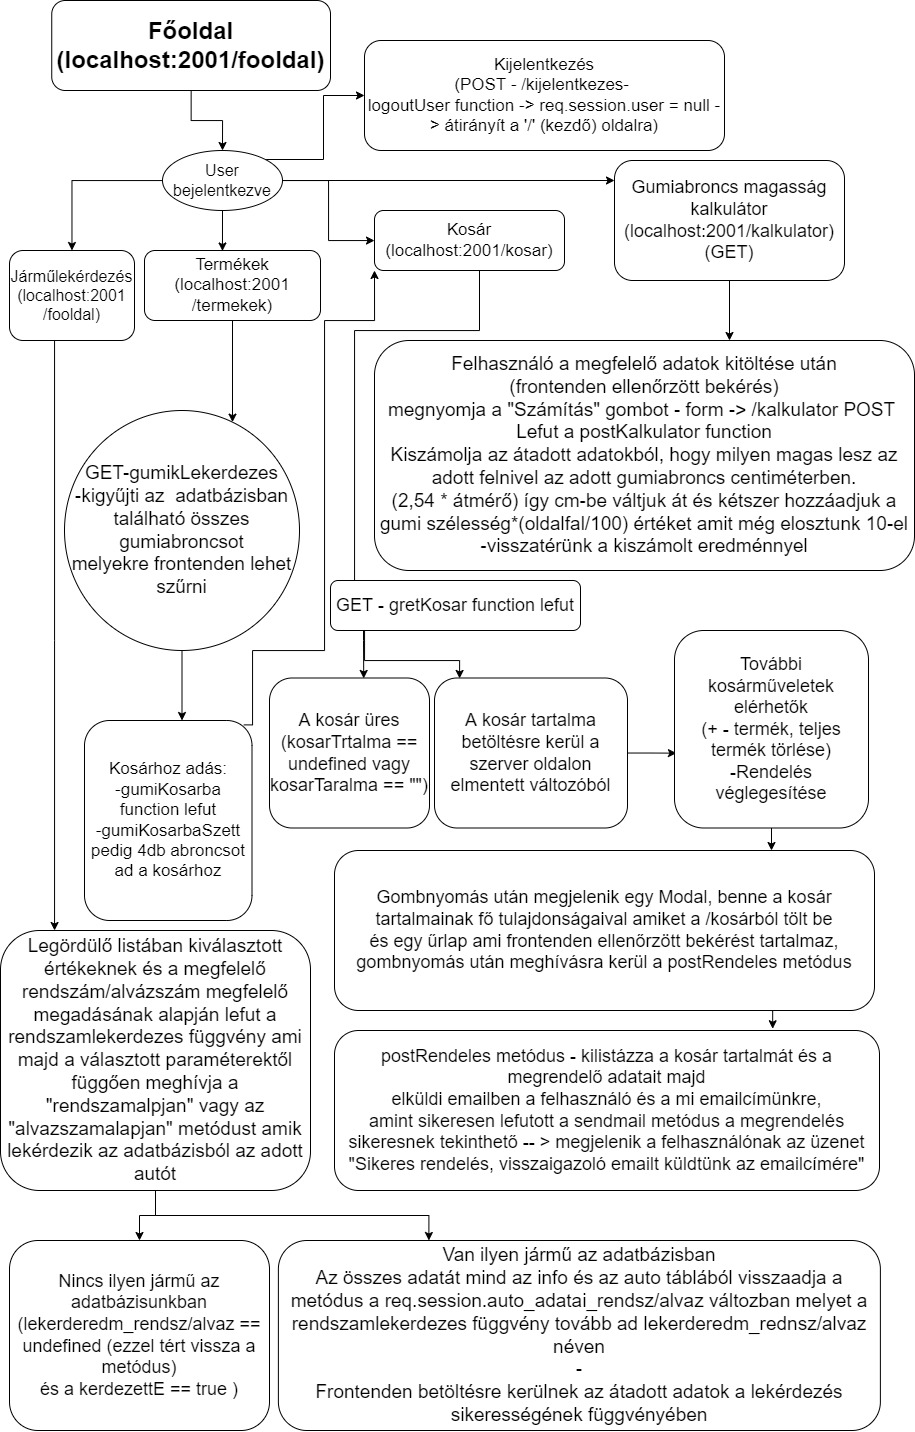 Főoldal
(localhost:2001/fooldal)
Kijelentkezés
(POST - /kijelentkezes-
logoutUser function -> req.session.user = null -
> átirányít a '/' (kezdő) oldalra)
User
bejelentkezve
Gumiabroncs magasság
kalkulátor
(localhost:2001/kalkulator)
(GET)
Kosár
(localhost:2001/kosar)
Járműlekérdezés
(localhost:2001
/fooldal)
Termékek
(localhost:2001
/termekek)
Felhasználó a megfelelő adatok kitöltése után
(frontenden ellenőrzött bekérés)
megnyomja a "Számítás" gombot - form -> /kalkulator POST
Lefut a postKalkulator function
Kiszámolja az átadott adatokból, hogy milyen magas lesz az
adott felnivel az adott gumiabroncs centiméterben.
(2,54 * átmérő) így cm-be váltjuk át és kétszer hozzáadjuk a
gumi szélesség*(oldalfal/100) értéket amit még elosztunk 10-el
-visszatérünk a kiszámolt eredménnyel
GET-gumikLekerdezes
-kigyűjti az  adatbázisban
található összes
gumiabroncsot
melyekre frontenden lehet
szűrni
GET - gretKosar function lefut
A kosár üres
(kosarTrtalma ==
undefined vagy
kosarTaralma == "")
A kosár tartalma
betöltésre kerül a
szerver oldalon
elmentett változóból
További
kosárműveletek
elérhetők
(+ - termék, teljes
termék törlése)
-Rendelés
véglegesítése
Kosárhoz adás:
-gumiKosarba
function lefut
-gumiKosarbaSzett
pedig 4db abroncsot
ad a kosárhoz
Gombnyomás után megjelenik egy Modal, benne a kosár
tartalmainak fő tulajdonságaival amiket a /kosárból tölt be
és egy űrlap ami frontenden ellenőrzött bekérést tartalmaz,
gombnyomás után meghívásra kerül a postRendeles metódus
Legördülő listában kiválasztott
értékeknek és a megfelelő
rendszám/alvázszám megfelelő
megadásának alapján lefut a
rendszamlekerdezes függvény ami
majd a választott paraméterektől
függően meghívja a
"rendszamalpjan" vagy az
"alvazszamalapjan" metódust amik
lekérdezik az adatbázisból az adott
autót
postRendeles metódus - kilistázza a kosár tartalmát és a
megrendelő adatait majd
elküldi emailben a felhasználó és a mi emailcímünkre,
amint sikeresen lefutott a sendmail metódus a megrendelés
sikeresnek tekinthető -- > megjelenik a felhasználónak az üzenet
"Sikeres rendelés, visszaigazoló emailt küldtünk az emailcímére"
Nincs ilyen jármű az
adatbázisunkban
(lekerderedm_rendsz/alvaz ==
undefined (ezzel tért vissza a
metódus)
és a kerdezettE == true )
Van ilyen jármű az adatbázisban
Az összes adatát mind az info és az auto táblából visszaadja a
metódus a req.session.auto_adatai_rendsz/alvaz változban melyet a
rendszamlekerdezes függvény tovább ad lekerderedm_rednsz/alvaz
néven
-
Frontenden betöltésre kerülnek az átadott adatok a lekérdezés
sikerességének függvényében